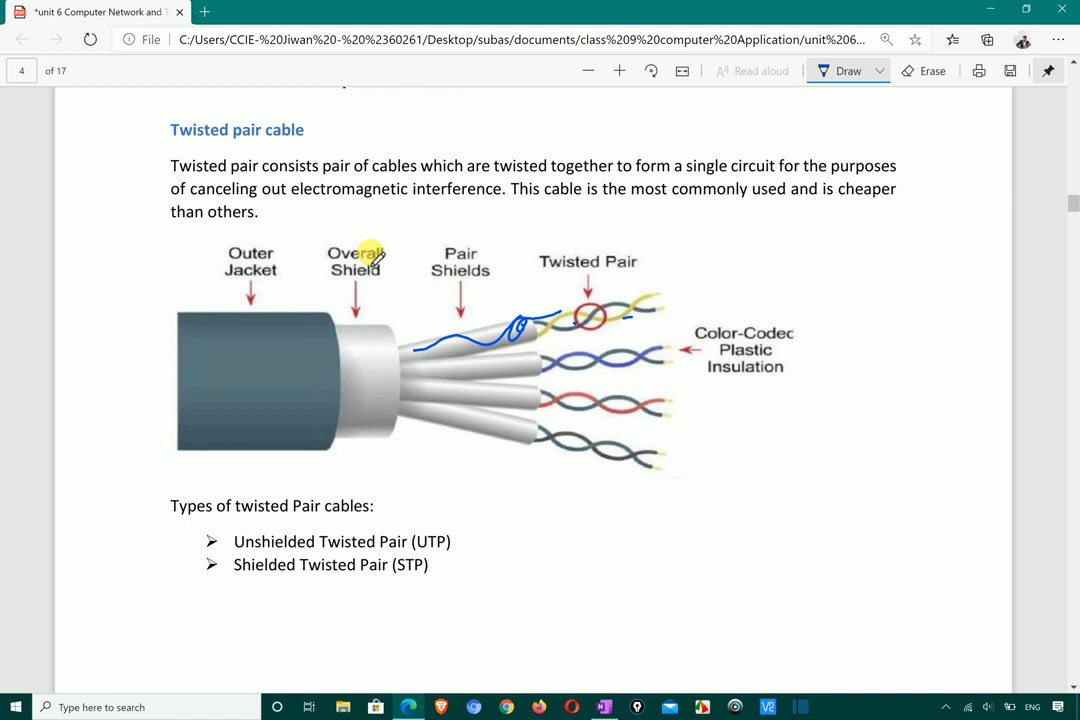 *unit 6 Computer Network and T
File
C:/Users/CCIE-%20Jiwan%20-%20%2360261/Desktop/subas/documents/class%209%20computer%20Application/unit%206...
4 of 17
Read aloud
Draw
Erase
Twisted pair cable
Twisted pair consists pair of cables which are twisted together to form a single circuit for the purposes
of canceling out electromagnetic interference. This cable is the most commonly used and is cheaper
than others.
Outer
Jacket
Overall
Shield
Pair
Shields
Twisted Pair
Color-Codec
Plastic
Insulation
Types of twisted Pair cables:
Unshielded Twisted Pair (UTP)
Shielded Twisted Pair (STP)
Type here to search
ENG